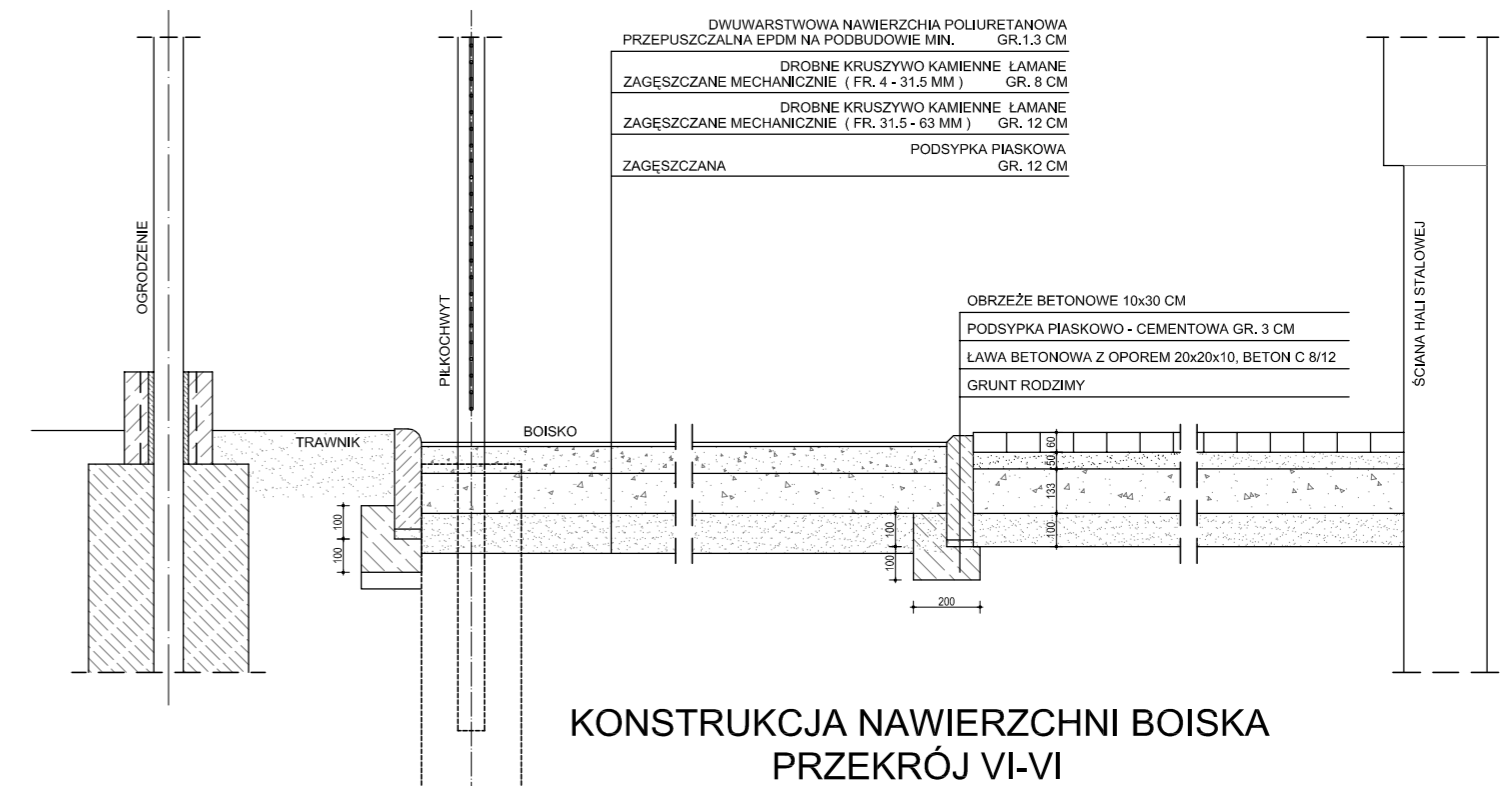 DWUWARSTWOWA NAWIERZCHIA POLIURETANOWA
PRZEPUSZCZALNA EPDM NA PODBUDOWIE MIN. GR.1.3 CM
DROBNE KRUSZYWO KAMIENNE ŁAMANE
ZAGĘSZCZANE MECHANICZNIE ( FR. 4 - 31.5 MM ) GR. 8 CM
DROBNE KRUSZYWO KAMIENNE ŁAMANE
ZAGĘSZCZANE MECHANICZNIE ( FR. 31.5 - 63 MM ) GR. 12 CM
PODSYPKA PIASKOWA
ZAGĘSZCZANA GR. 12 CM
OGRODZENIE
PIŁKOCHWYT
ŚCIANA HALI STALOWEJ
OBRZEŻE BETONOWE 10x30 CM
PODSYPKA PIASKOWO - CEMENTOWA GR. 3 CM
ŁAWA BETONOWA Z OPOREM 20x20x10, BETON C 8/12
GRUNT RODZIMY
TRAWNIK
BOISKO
60
50
133
100
100
100
100
100
200
KONSTRUKCJA NAWIERZCHNI BOISKA
PRZEKRÓJ VI-VI